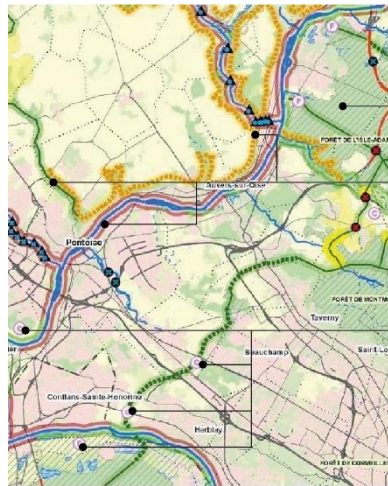 F
F
FORÊT DE L'ISLE-ADAM
Auvers-sur-Oise
C
Pontoise
FORÊT DE MONTM
C
Taverny
Beauchamp
Saint-Le
C
Conflans-Sainte-Honorine
C
Herblay
C
FORÊT DE CORMEILLES